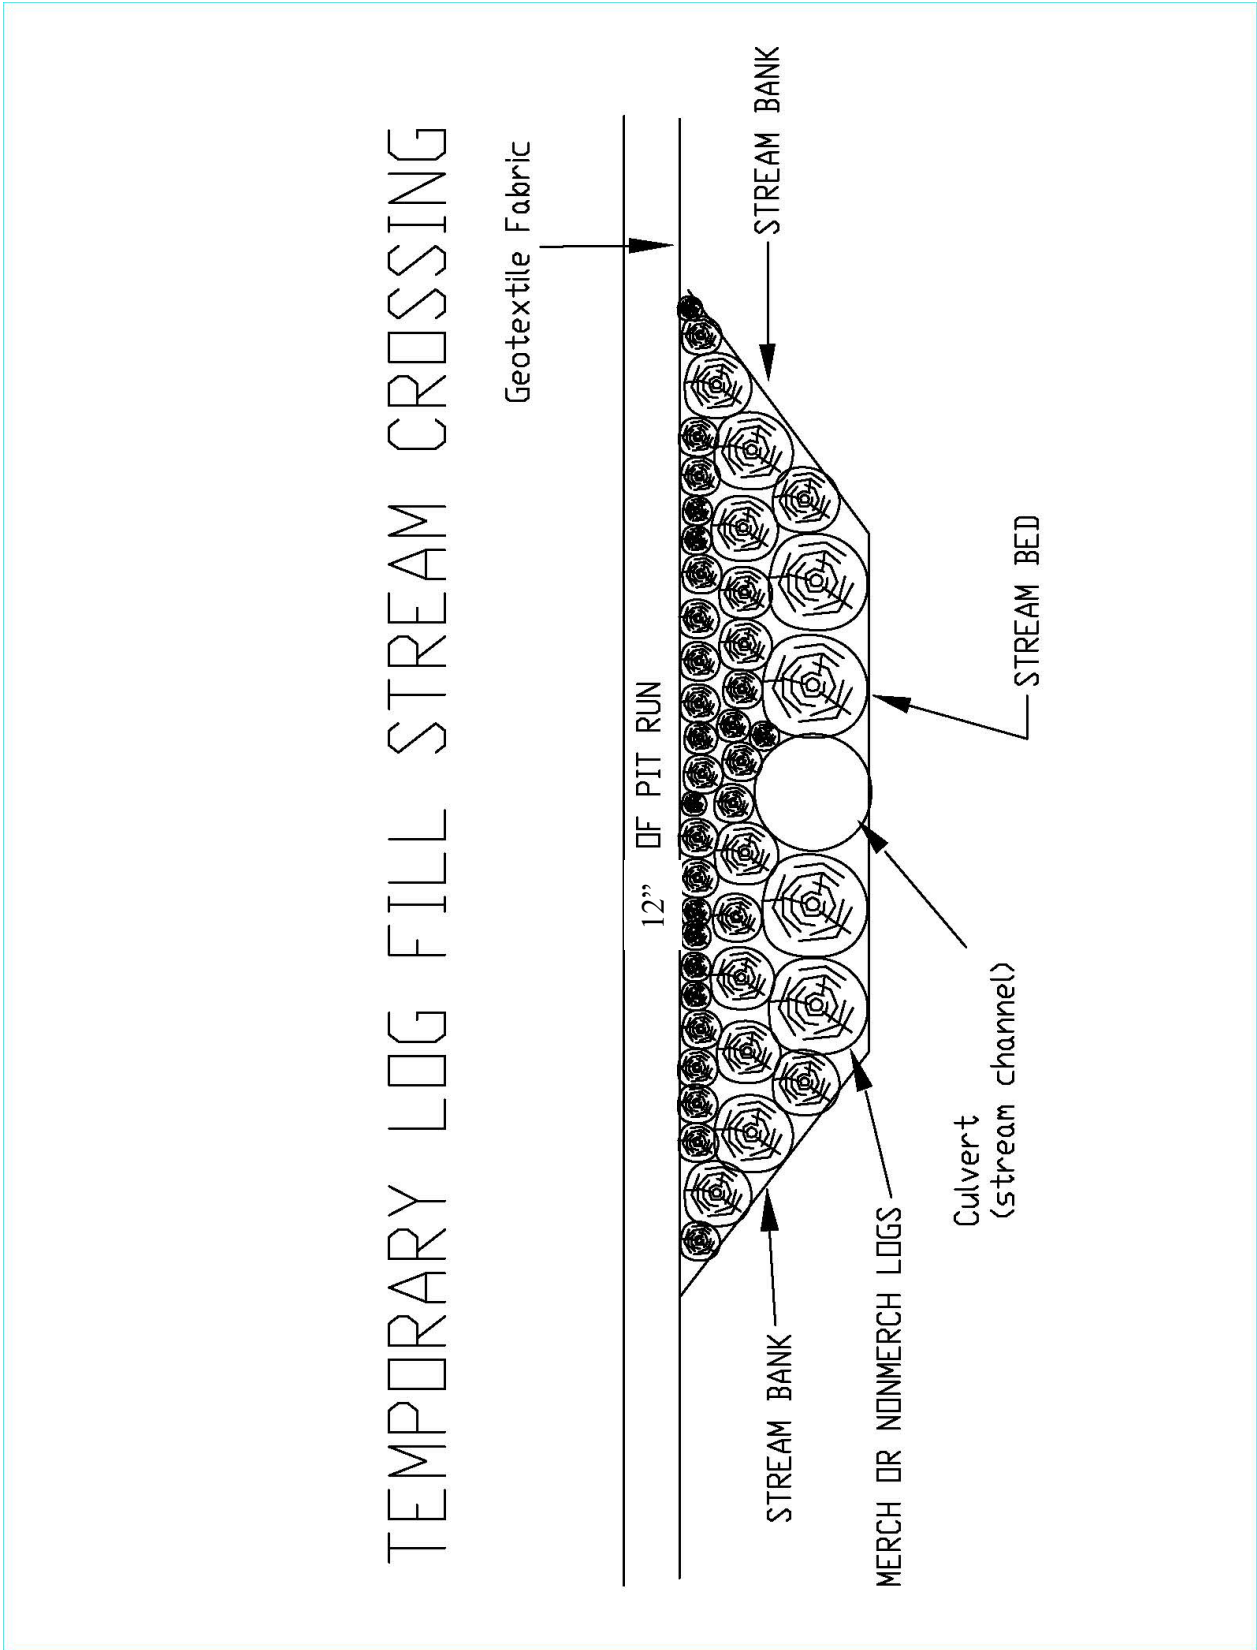 TEMPORARY LOG FILL STREAM CROSSING
Geotextile Fabric
12” OF PIT RUN
STREAM BANK
STREAM BANK
MERCH OR NONMERCH LOGS
Culvert
(stream channel)
STREAM BED